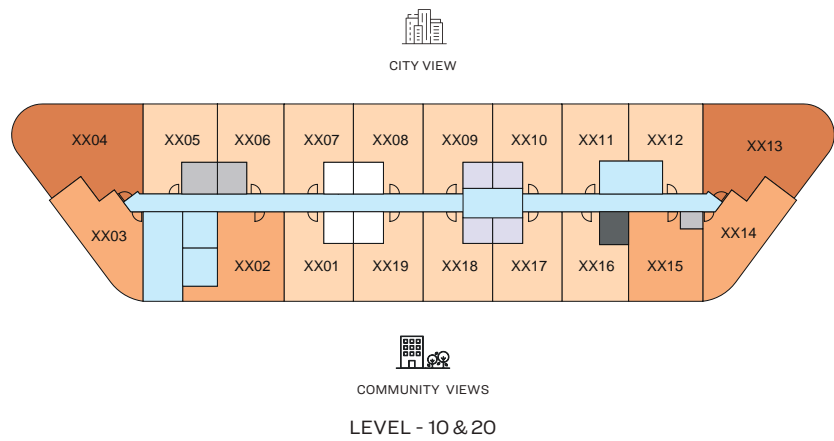 CITY VIEW
XX04
XX05
XX06
XX07
XX08
XX09
XX10
XX11
XX12
XX13
XX03
XX02
XX01
XX19
XX18
XX17
XX16
XX15
XX14
COMMUNITY VIEWS
LEVEL - 10 & 20